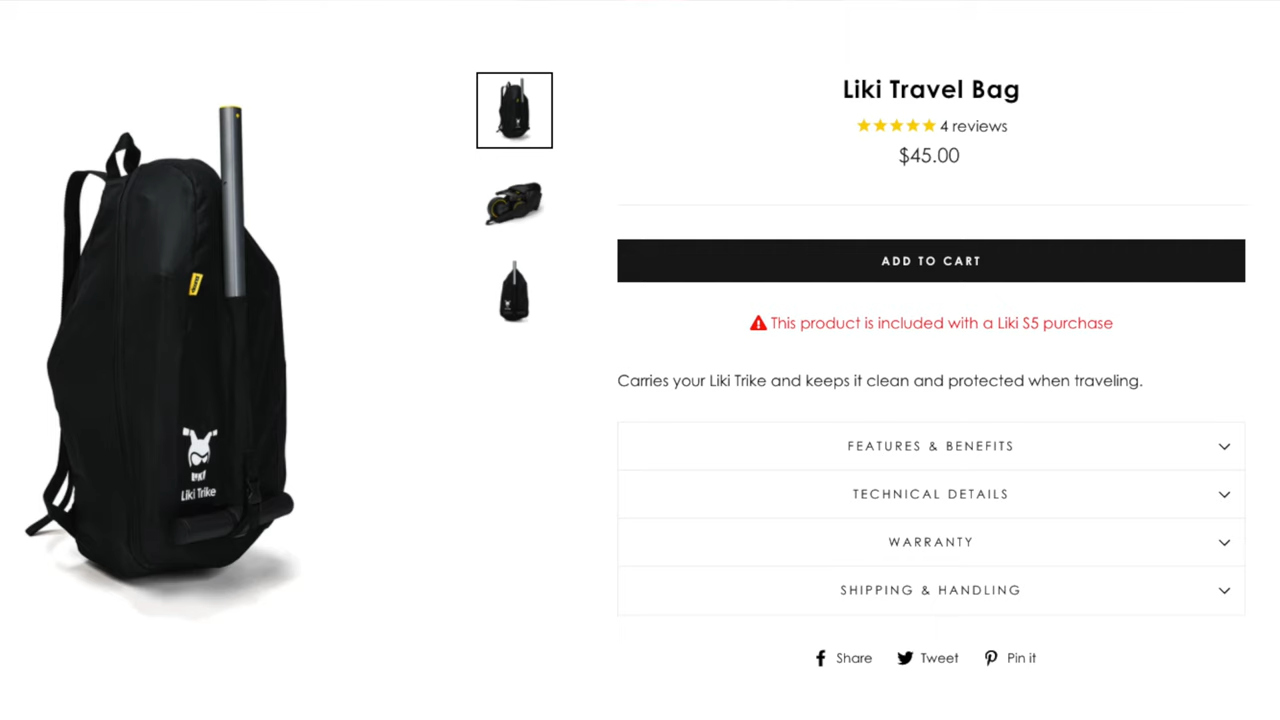 Liki Travel Bag
4 reviews
$45.00
ADD TO CART
This product is included with a Liki S5 purchase
Carries your Liki Trike and keeps it clean and protected when traveling.
FEATURES & BENEFITS
TECHNICAL DETAILS
WARRANTY
SHIPPING & HANDLING
Share Tweet Pin it
LIKI
Liki Trike